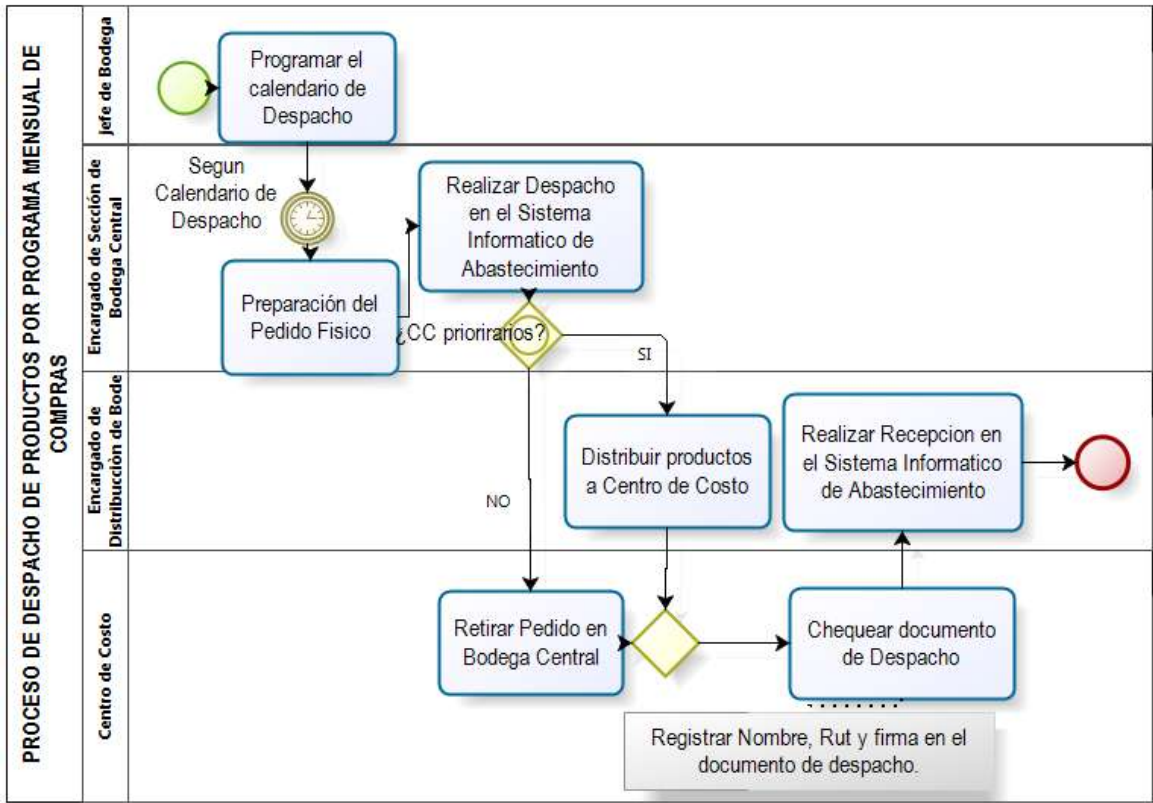 PROCESO DE DESPACHO DE PRODUCTOS POR PROGRAMA MENSUAL DE
COMPRAS
Jefe de Bodega
Programar el
calendario de
Despacho
Encargado de Sección de
Bodega Central
Segun
Calendario de
Despacho
Preparación del
Pedido Fisico
Realizar Despacho
en el Sistema
Informatico de
Abastecimiento
¿CC priorirarios?
SI
NO
Encargado de
Distribucción de Bode
Distribuir productos
a Centro de Costo
Realizar Recepcion en
el Sistema Informatico
de Abastecimiento
Centro de Costo
Retirar Pedido en
Bodega Central
Chequear documento
de Despacho
Registrar Nombre, Rut y firma en el
documento de despacho.